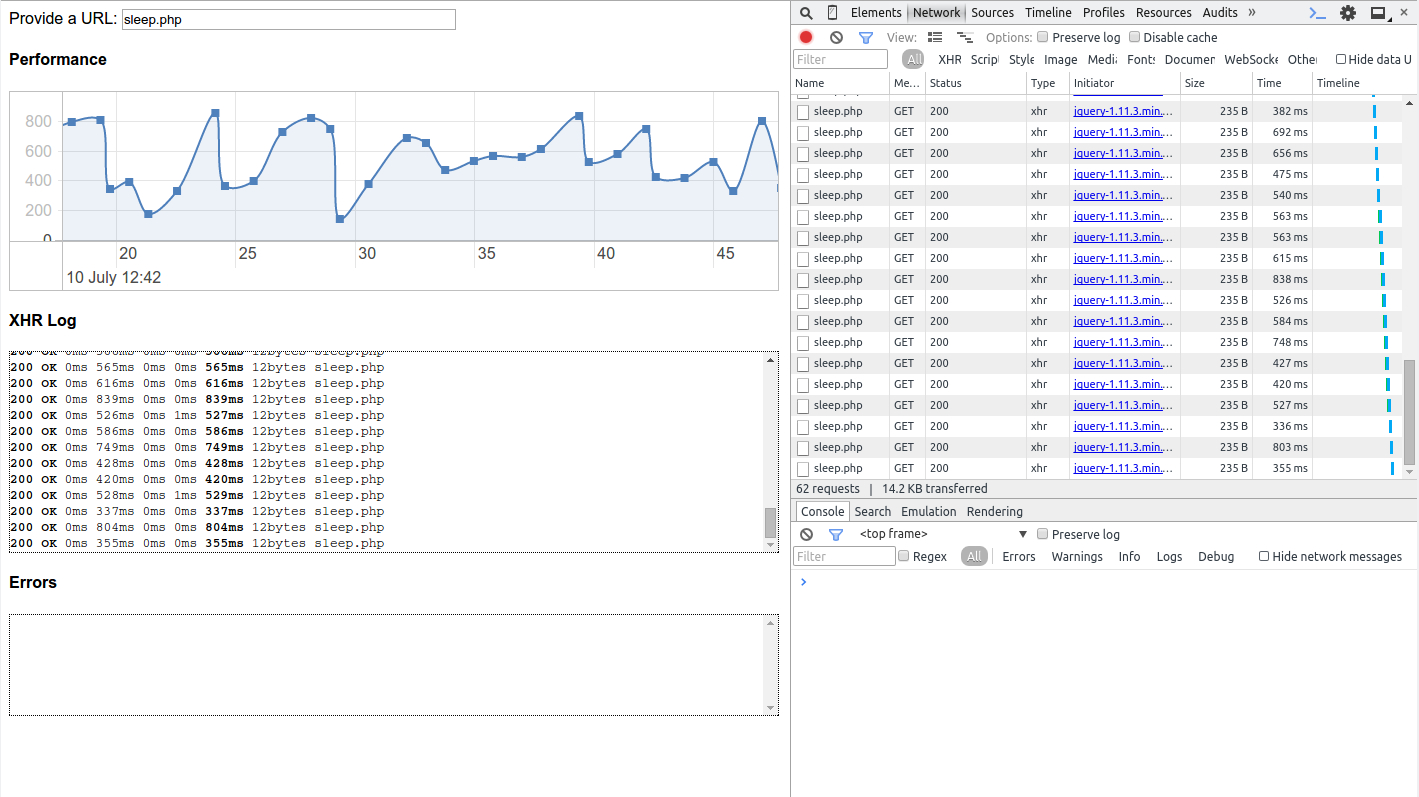 Provide a URL: sleep.php
Performance
800
600
400
200
0
20 25 30 35 40 45
10 July 12:42
XHR Log
200 OK 0ms 565ms 0ms 0ms 565ms 12bytes sleep.php
200 OK 0ms 616ms 0ms 0ms 616ms 12bytes sleep.php
200 OK 0ms 839ms 0ms 0ms 839ms 12bytes sleep.php
200 OK 0ms 526ms 0ms 1ms 527ms 12bytes sleep.php
200 OK 0ms 586ms 0ms 0ms 586ms 12bytes sleep.php
200 OK 0ms 749ms 0ms 0ms 749ms 12bytes sleep.php
200 OK 0ms 428ms 0ms 0ms 428ms 12bytes sleep.php
200 OK 0ms 420ms 0ms 0ms 420ms 12bytes sleep.php
200 OK 0ms 528ms 0ms 1ms 529ms 12bytes sleep.php
200 OK 0ms 337ms 0ms 0ms 337ms 12bytes sleep.php
200 OK 0ms 804ms 0ms 0ms 804ms 12bytes sleep.php
200 OK 0ms 355ms 0ms 0ms 355ms 12bytes sleep.php
Errors
Elements Network Sources Timeline Profiles Resources Audits »
View: Options: Preserve log Disable cache
Filter All XHR Script Style Image Media Fonts Documen WebSocke Othe Hide data U
Name Me... Status Type Initiator Size Time Timeline
sleep.php GET 200 xhr jquery-1.11.3.min.... 235 B 382 ms
sleep.php GET 200 xhr jquery-1.11.3.min.... 235 B 692 ms
sleep.php GET 200 xhr jquery-1.11.3.min.... 235 B 656 ms
sleep.php GET 200 xhr jquery-1.11.3.min.... 235 B 475 ms
sleep.php GET 200 xhr jquery-1.11.3.min.... 235 B 540 ms
sleep.php GET 200 xhr jquery-1.11.3.min.... 235 B 563 ms
sleep.php GET 200 xhr jquery-1.11.3.min.... 235 B 563 ms
sleep.php GET 200 xhr jquery-1.11.3.min.... 235 B 615 ms
sleep.php GET 200 xhr jquery-1.11.3.min.... 235 B 838 ms
sleep.php GET 200 xhr jquery-1.11.3.min.... 235 B 526 ms
sleep.php GET 200 xhr jquery-1.11.3.min.... 235 B 584 ms
sleep.php GET 200 xhr jquery-1.11.3.min.... 235 B 748 ms
sleep.php GET 200 xhr jquery-1.11.3.min.... 235 B 427 ms
sleep.php GET 200 xhr jquery-1.11.3.min.... 235 B 420 ms
sleep.php GET 200 xhr jquery-1.11.3.min.... 235 B 527 ms
sleep.php GET 200 xhr jquery-1.11.3.min.... 235 B 336 ms
sleep.php GET 200 xhr jquery-1.11.3.min.... 235 B 803 ms
sleep.php GET 200 xhr jquery-1.11.3.min.... 235 B 355 ms
62 requests | 14.2 KB transferred
Console Search Emulation Rendering
<top frame> Preserve log
Filter Regex All Errors Warnings Info Logs Debug Hide network messages